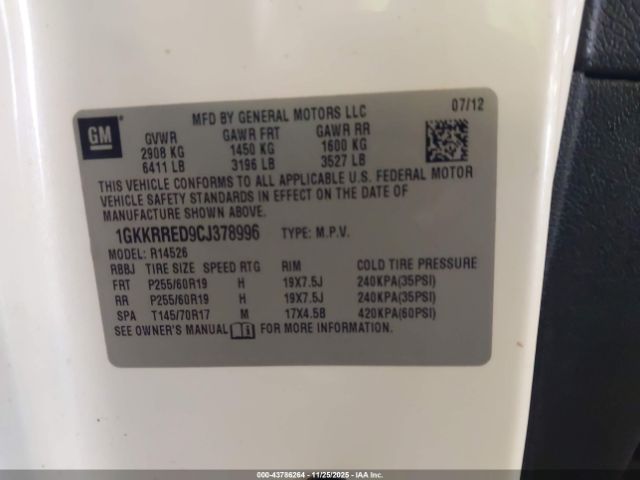 MFD BY GENERAL MOTORS LLC 07/12
GM
GVWR GAWR FRT GAWR RR
2908 KG 1450 KG 1600 KG
6411 LB 3196 LB 3527 LB
THIS VEHICLE CONFORMS TO ALL APPLICABLE U.S. FEDERAL MOTOR
VEHICLE SAFETY STANDARDS IN EFFECT ON THE DATE OF
MANUFACTURE SHOWN ABOVE.
1GKKRRED9CJ378996 TYPE: M.P.V.
MODEL: R14526
RBBJ TIRE SIZE SPEED RTG RIM COLD TIRE PRESSURE
FRT P255/60R19 H 19X7.5J 240KPA(35PSI)
RR P255/60R19 H 19X7.5J 240KPA(35PSI)
SPA T145/70R17 M 17X4.5B 420KPA(60PSI)
SEE OWNER'S MANUAL FOR MORE INFORMATION.
000-43786264 - 11/25/2025 - IAA Inc.